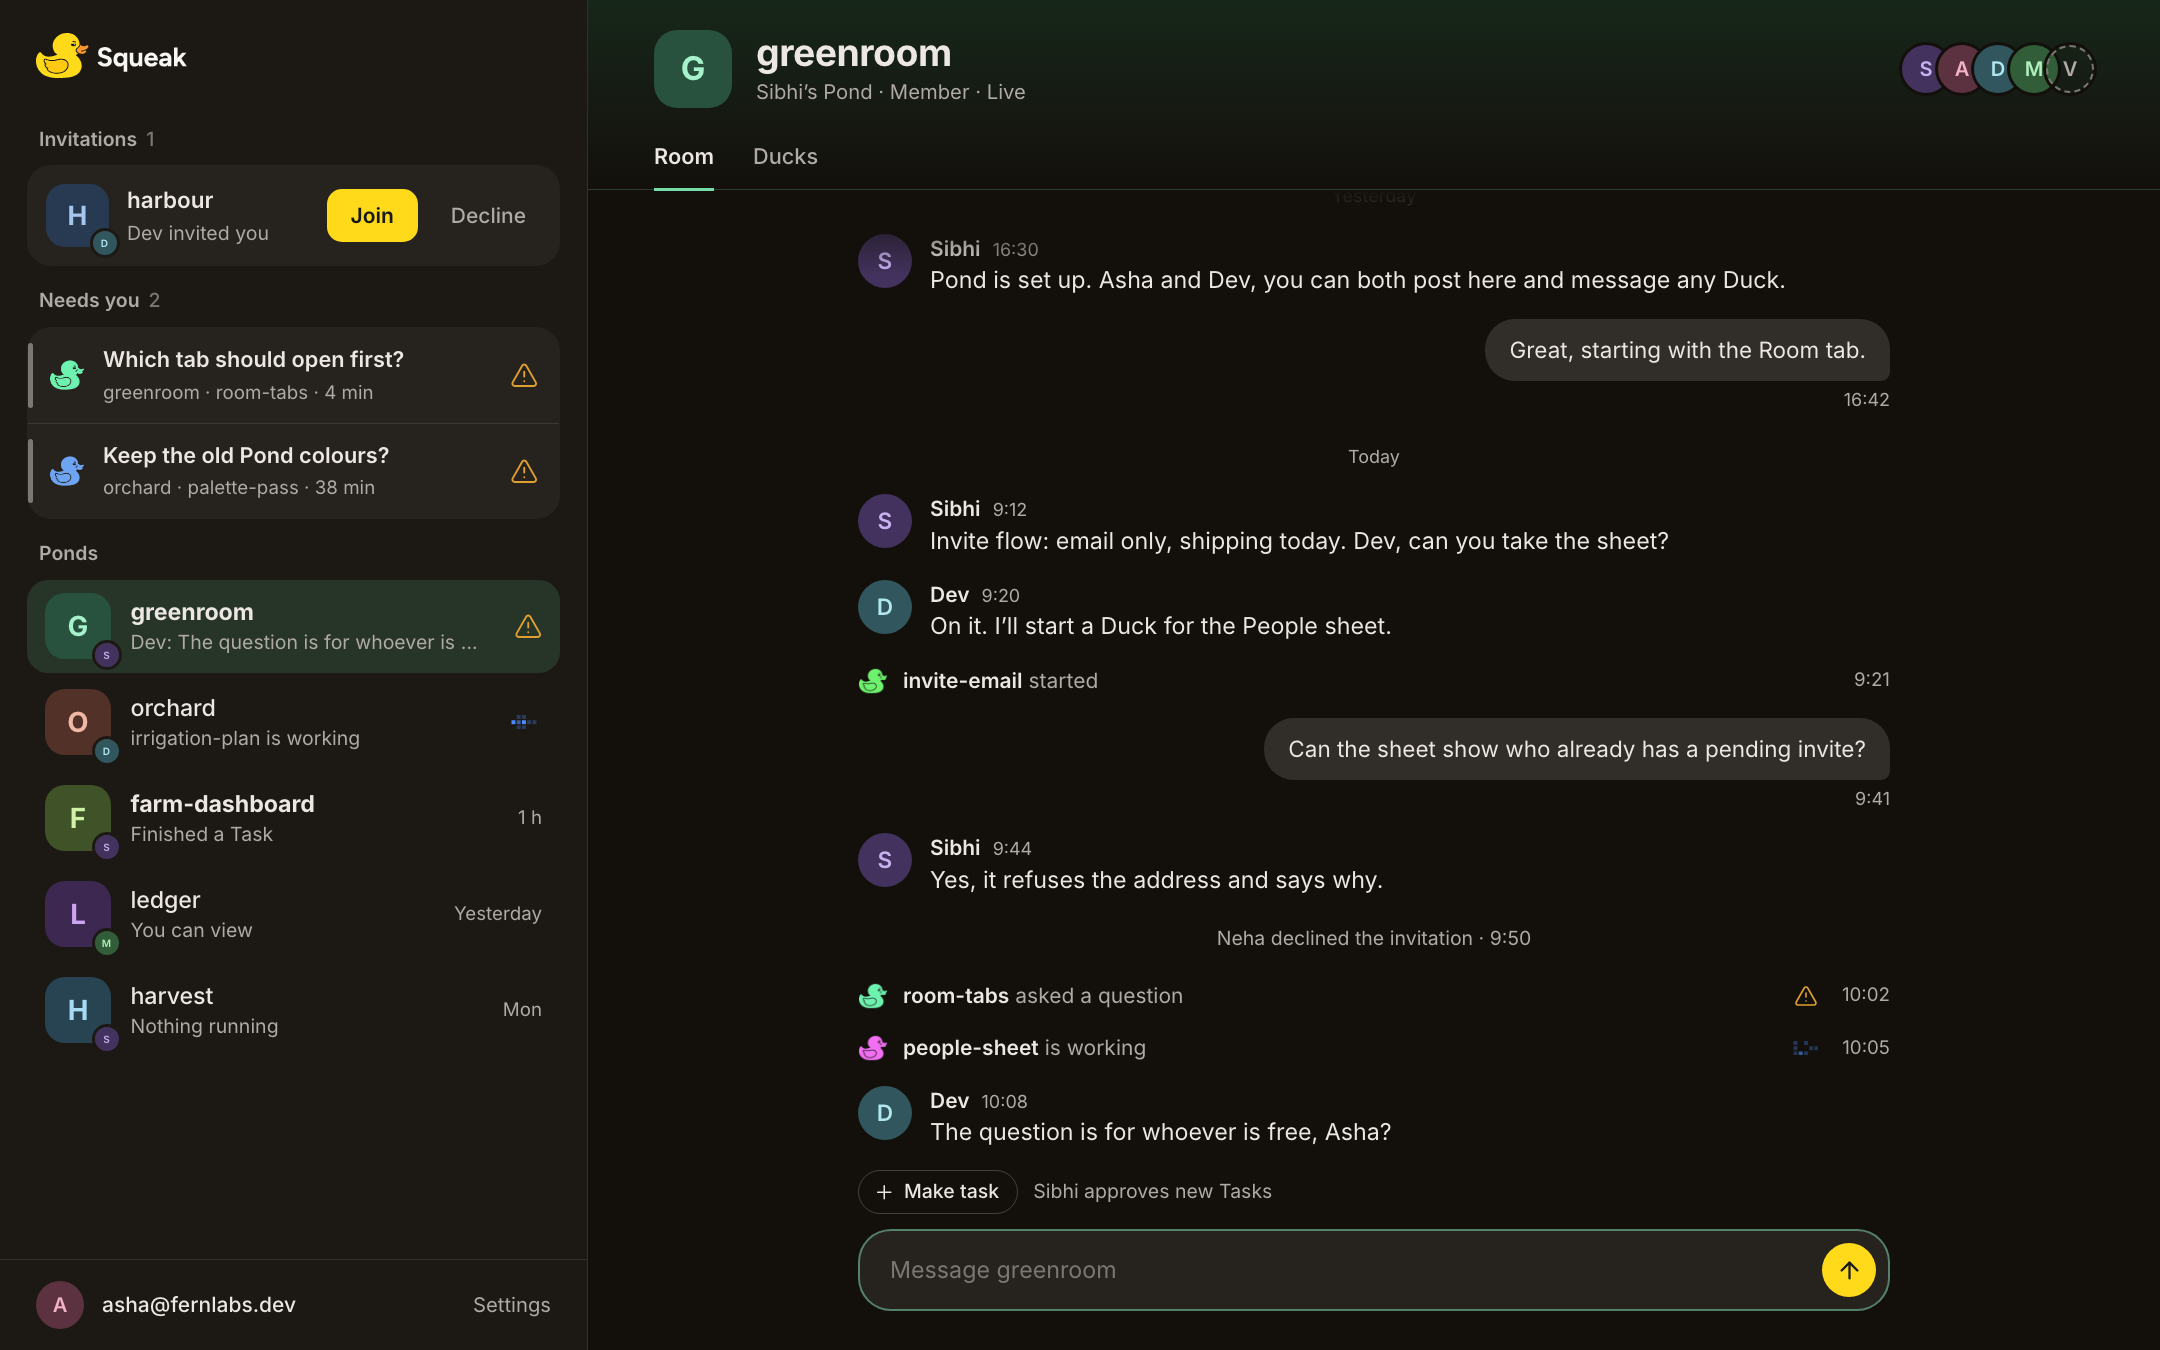 Squeak
Invitations 1
H
D
harbour
Dev invited you
Join
Decline
Needs you 2
Which tab should open first?
greenroom · room-tabs · 4 min
Keep the old Pond colours?
orchard · palette-pass · 38 min
Ponds
G
S
greenroom
Dev: The question is for whoever is ...
O
D
orchard
irrigation-plan is working
F
S
farm-dashboard
Finished a Task
1 h
L
M
ledger
You can view
Yesterday
H
S
harvest
Nothing running
Mon
A
asha@fernlabs.dev
Settings
G
greenroom
Sibhi’s Pond · Member · Live
S A D M V
Room
Ducks
Yesterday
S
Sibhi 16:30
Pond is set up. Asha and Dev, you can both post here and message any Duck.
Great, starting with the Room tab.
16:42
Today
S
Sibhi 9:12
Invite flow: email only, shipping today. Dev, can you take the sheet?
D
Dev 9:20
On it. I’ll start a Duck for the People sheet.
invite-email started 9:21
Can the sheet show who already has a pending invite?
9:41
S
Sibhi 9:44
Yes, it refuses the address and says why.
Neha declined the invitation · 9:50
room-tabs asked a question 10:02
people-sheet is working 10:05
D
Dev 10:08
The question is for whoever is free, Asha?
+ Make task
Sibhi approves new Tasks
Message greenroom